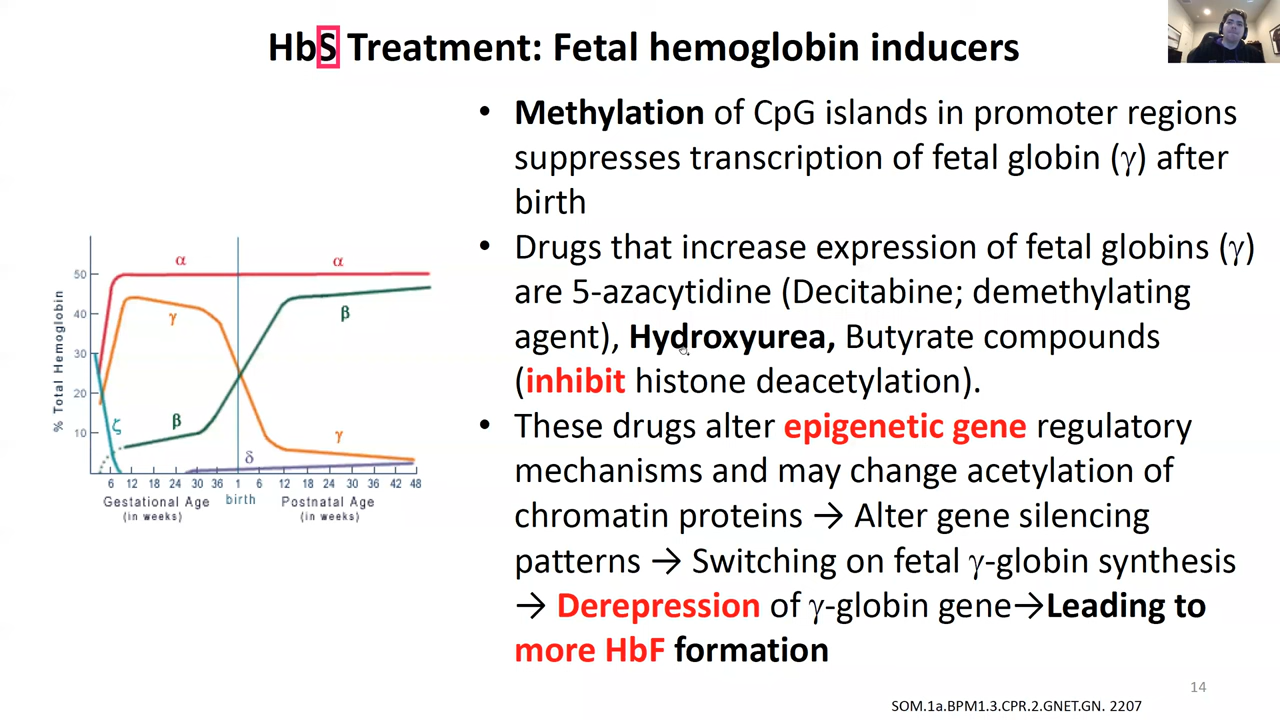 HbS Treatment: Fetal hemoglobin inducers
• Methylation of CpG islands in promoter regions
suppresses transcription of fetal globin (γ) after
birth
• Drugs that increase expression of fetal globins (γ)
are 5-azacytidine (Decitabine; demethylating
agent), Hydroxyurea, Butyrate compounds
(inhibit histone deacetylation).
• These drugs alter epigenetic gene regulatory
mechanisms and may change acetylation of
chromatin proteins → Alter gene silencing
patterns → Switching on fetal γ-globin synthesis
→ Derepression of γ-globin gene→Leading to
more HbF formation
% Total Hemoglobin
50
40
30
20
10
α α
γ
β
ζ
β
γ
δ
6 12 18 24 30 36 1 6 12 18 24 30 36 42 48
Gestational Age birth Postnatal Age
(in weeks) (in weeks)
14
SOM.1a.BPM1.3.CPR.2.GNET.GN. 2207